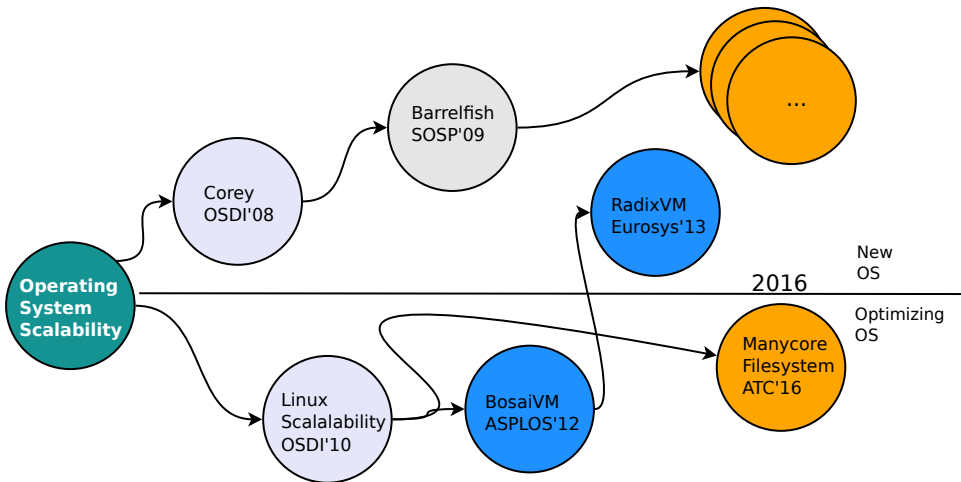 ...
Barrelfish
SOSP'09
Corey
OSDI'08
RadixVM
Eurosys'13
New
OS
2016
Operating
System
Scalability
Optimizing
OS
Manycore
Filesystem
ATC'16
Linux
Scalalability
OSDI'10
BosaiVM
ASPLOS'12